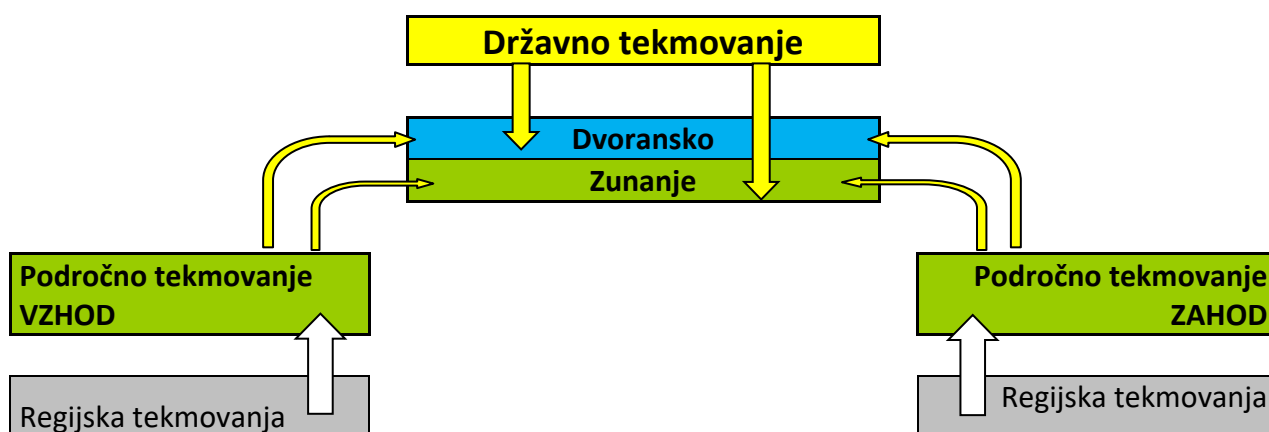 Državno tekmovanje
Dvoransko
Zunanje
Področno tekmovanje
VZHOD
Področno tekmovanje
ZAHOD
Regijska tekmovanja
Regijska tekmovanja